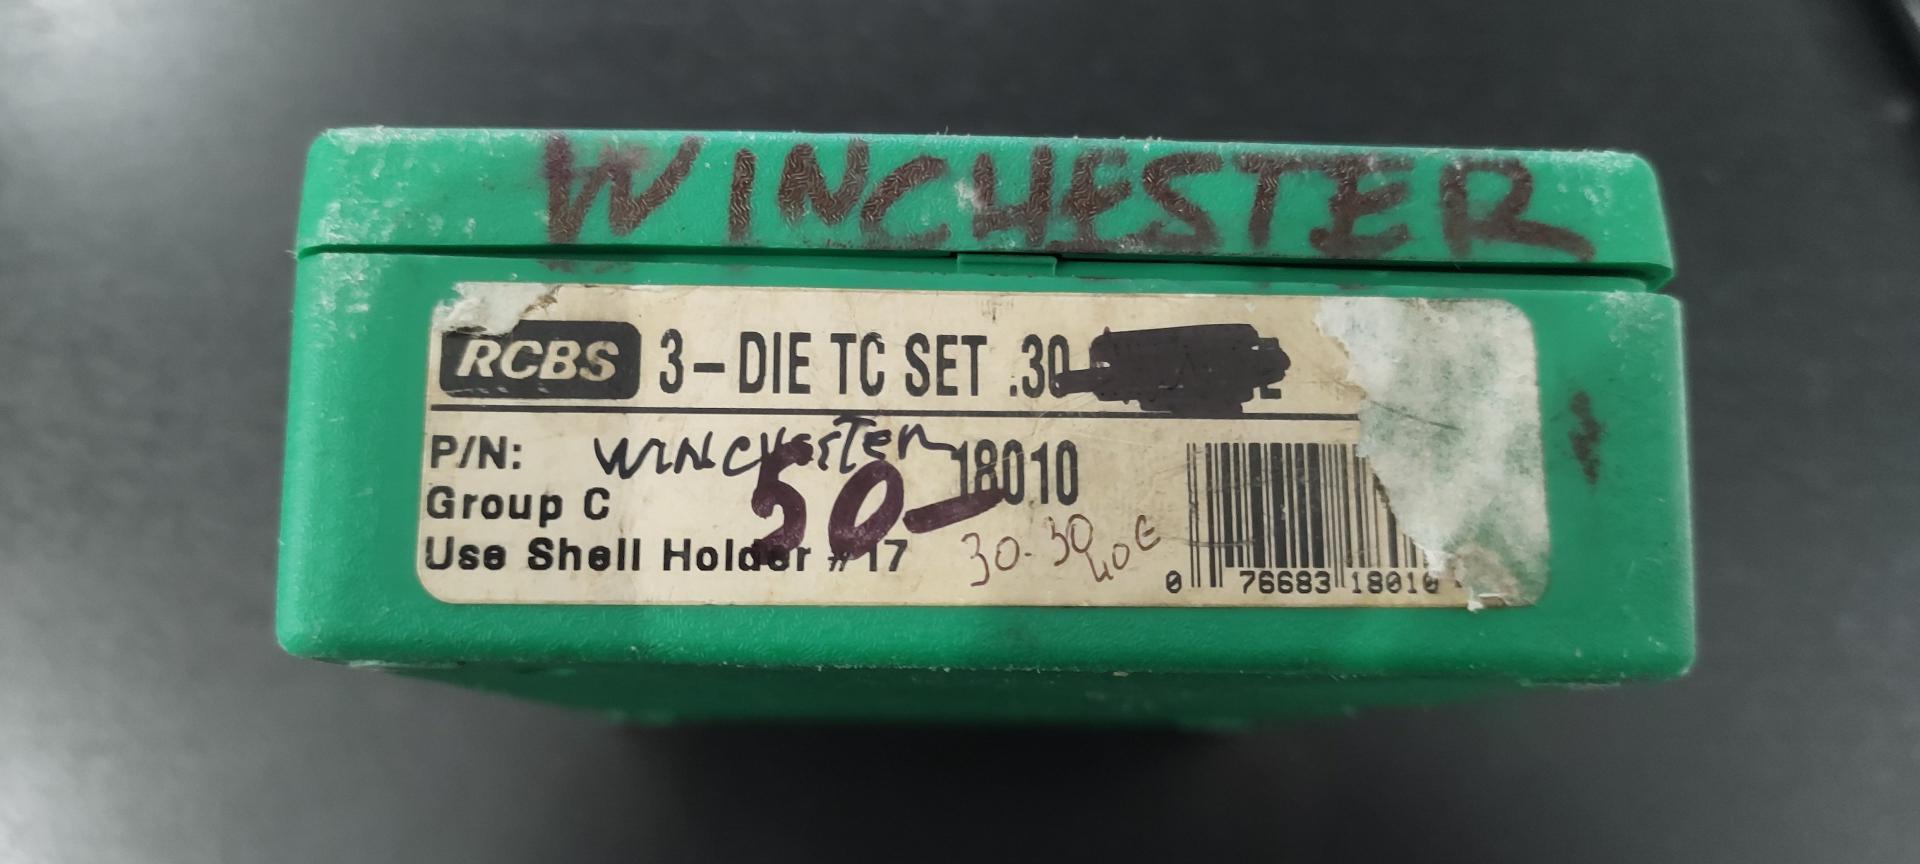 WINCHESTER
RCBS 3-DIE TC SET .30
P/N: WINCHESTER 18010
Group C 50-
Use Shell Holder #17 30-30 40€
0 76683 18010